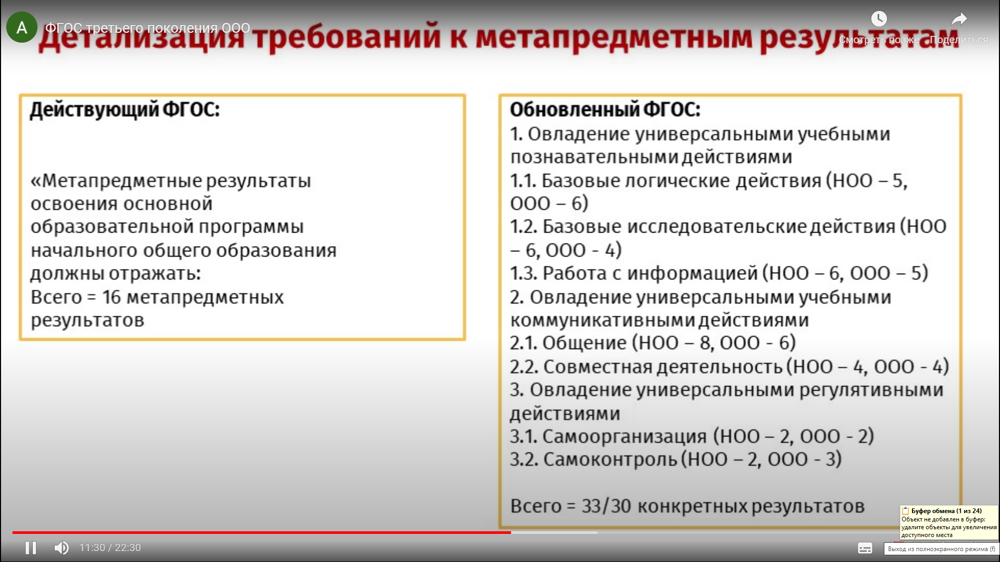 А
ФГОС третьего поколения ООО
Смотреть позже
Поделиться
Детализация требований к метапредметным результатам
Действующий ФГОС:
«Метапредметные результаты
освоения основной
образовательной программы
начального общего образования
должны отражать:
Всего = 16 метапредметных
результатов
Обновленный ФГОС:
1. Овладение универсальными учебными
познавательными действиями
1.1. Базовые логические действия (НОО – 5,
ООО – 6)
1.2. Базовые исследовательские действия (НОО
– 6, ООО - 4)
1.3. Работа с информацией (НОО – 6, ООО – 5)
2. Овладение универсальными учебными
коммуникативными действиями
2.1. Общение (НОО – 8, ООО - 6)
2.2. Совместная деятельность (НОО – 4, ООО - 4)
3. Овладение универсальными регулятивными
действиями
3.1. Самоорганизация (НОО – 2, ООО - 2)
3.2. Самоконтроль (НОО – 2, ООО - 3)
Всего = 33/30 конкретных результатов
Буфер обмена (1 из 24)
Объект не добавлен в буфер:
удалите объекты для увеличения
доступного места
11:30 / 22:30
Выход из полноэкранного режима (f)